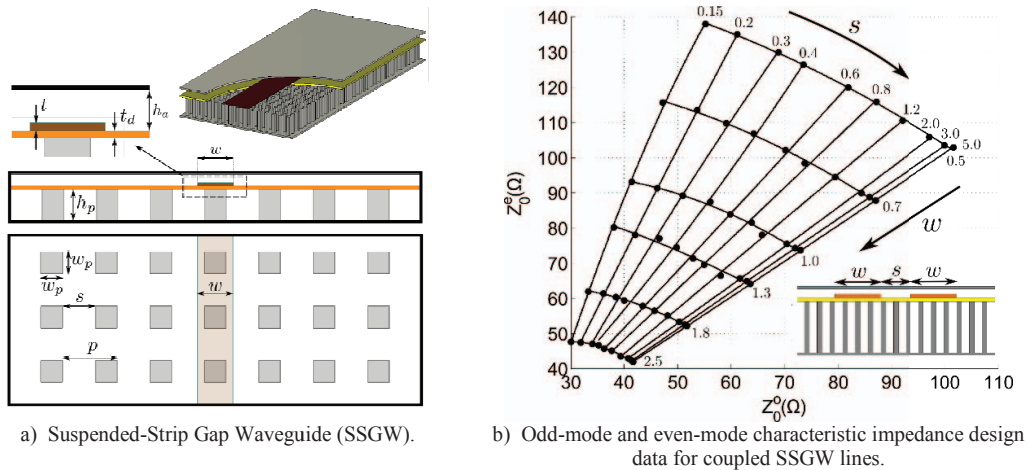 l
t_d
h_a
w
h_p
w_p
w_p
s
p
w
a) Suspended-Strip Gap Waveguide (SSGW).
140
130
120
110
100
90
80
70
60
50
40
Z_0^e(Ω)
30 40 50 60 70 80 90 100 110
Z_0^o(Ω)
0.15
0.2
0.3
0.4
0.6
0.8
1.2
2.0
3.0
5.0
0.5
0.7
1.0
1.3
1.8
2.5
s
w
w s w
b) Odd-mode and even-mode characteristic impedance design
data for coupled SSGW lines.